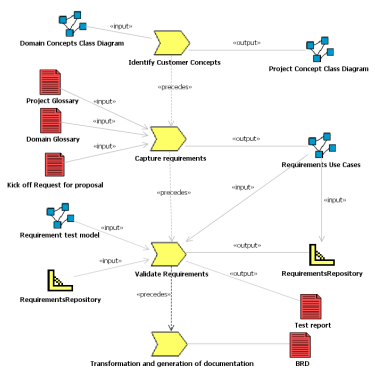 «input»
«output»
Domain Concepts Class Diagram
Identify Customer Concepts
Project Concept Class Diagram
«precedes»
Project Glossary
«input»
Domain Glossary
«input»
«output»
Kick off Request for proposal
«input»
Capture requirements
Requirements Use Cases
«precedes»
«input»
«input»
Requirement test model
«input»
«output»
«input»
Validate Requirements
RequirementsRepository
«output»
RequirementsRepository
«precedes»
Test report
Transformation and generation of documentation
BRD